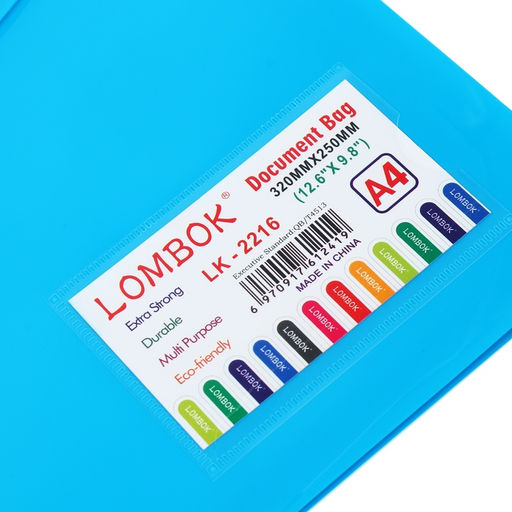 LOMBOK®
Document Bag
LK - 2216
320MMX250MM
(12.6"X 9.8")
A4
Extra Strong
Durable
Multi Purpose
Eco-friendly
Executive Standard:QB/T4513
6 970917 612419
MADE IN CHINA
LOMBOK
LOMBOK
LOMBOK
LOMBOK
LOMBOK
LOMBOK
LOMBOK
LOMBOK
LOMBOK
LOMBOK
LOMBOK
LOMBOK